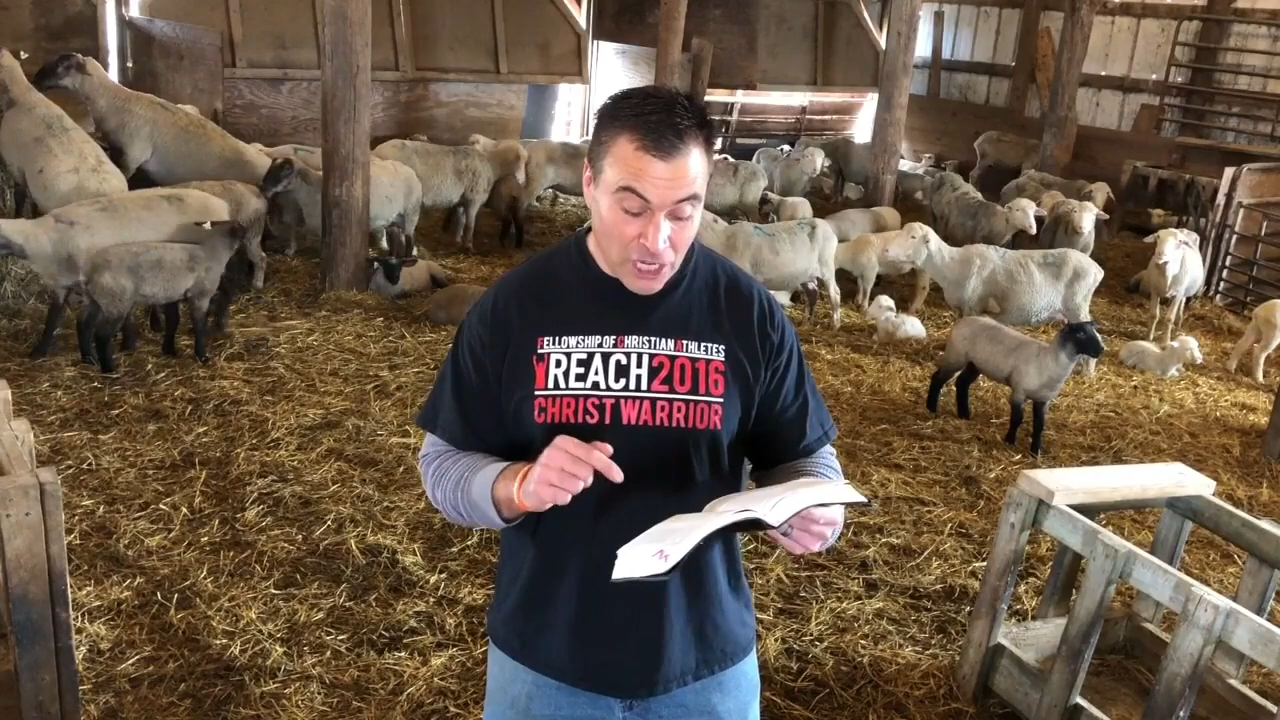 FELLOWSHIP OF CHRISTIAN ATHLETES
REACH 2016
CHRIST WARRIOR